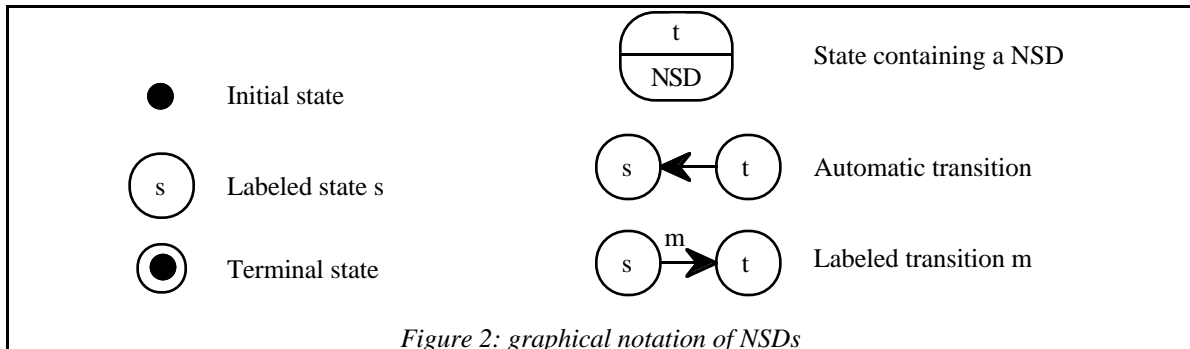 Initial state
s
Labeled state s
Terminal state
t
NSD
State containing a NSD
s
t
Automatic transition
m
s
t
Labeled transition m
Figure 2: graphical notation of NSDs